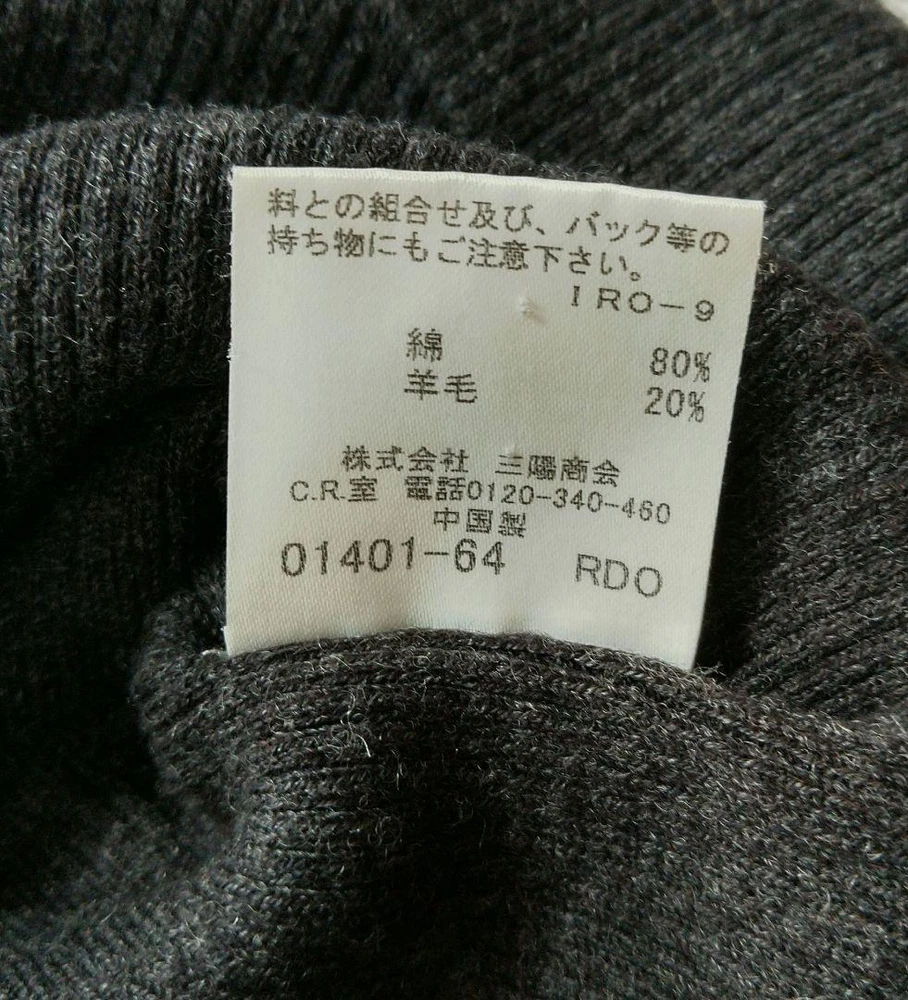 料との組合せ及び、バック等の
持ち物にもご注意下さい。
IRO-9
綿 80%
羊毛 20%
株式会社 三陽商会
C.R.室 電話0120-340-460
中国製
01401-64 RDO